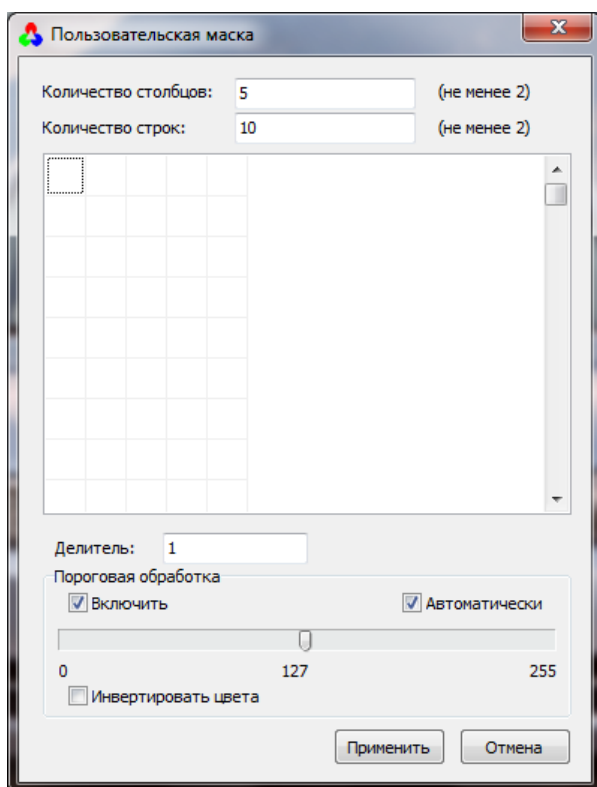 Пользовательская маска
Количество столбцов: 5 (не менее 2)
Количество строк: 10 (не менее 2)
Делитель: 1
Пороговая обработка
Включить Автоматически
0 127 255
Инвертировать цвета
Применить Отмена